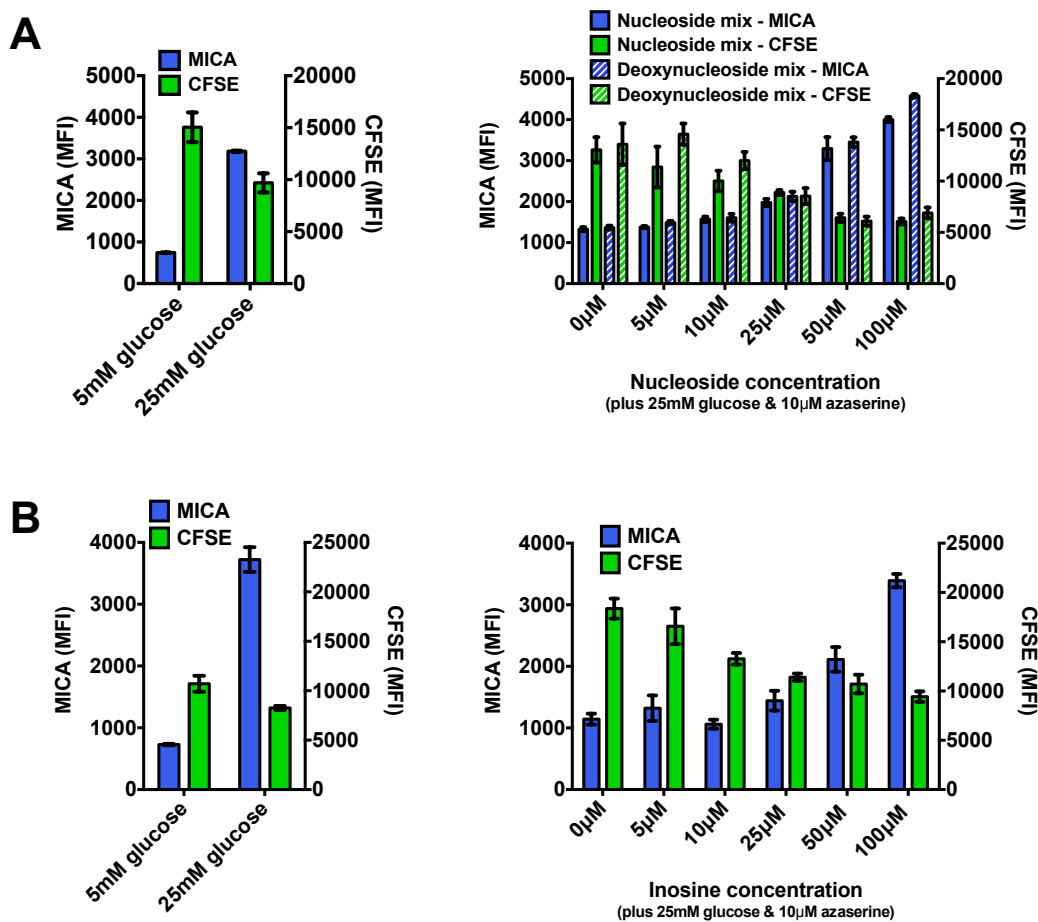 A
MICA
CFSE
5000
4000
3000
2000
1000
0
MICA (MFI)
20000
15000
10000
5000
0
CFSE (MFI)
5mM glucose
25mM glucose
Nucleoside mix - MICA
Nucleoside mix - CFSE
Deoxynucleoside mix - MICA
Deoxynucleoside mix - CFSE
5000
4000
3000
2000
1000
0
MICA (MFI)
20000
15000
10000
5000
0
CFSE (MFI)
0µM
5µM
10µM
25µM
50µM
100µM
Nucleoside concentration
(plus 25mM glucose & 10µM azaserine)
B
MICA
CFSE
4000
3000
2000
1000
0
MICA (MFI)
25000
20000
15000
10000
5000
0
CFSE (MFI)
5mM glucose
25mM glucose
MICA
CFSE
4000
3000
2000
1000
0
MICA (MFI)
25000
20000
15000
10000
5000
0
CFSE (MFI)
0µM
5µM
10µM
25µM
50µM
100µM
Inosine concentration
(plus 25mM glucose & 10µM azaserine)